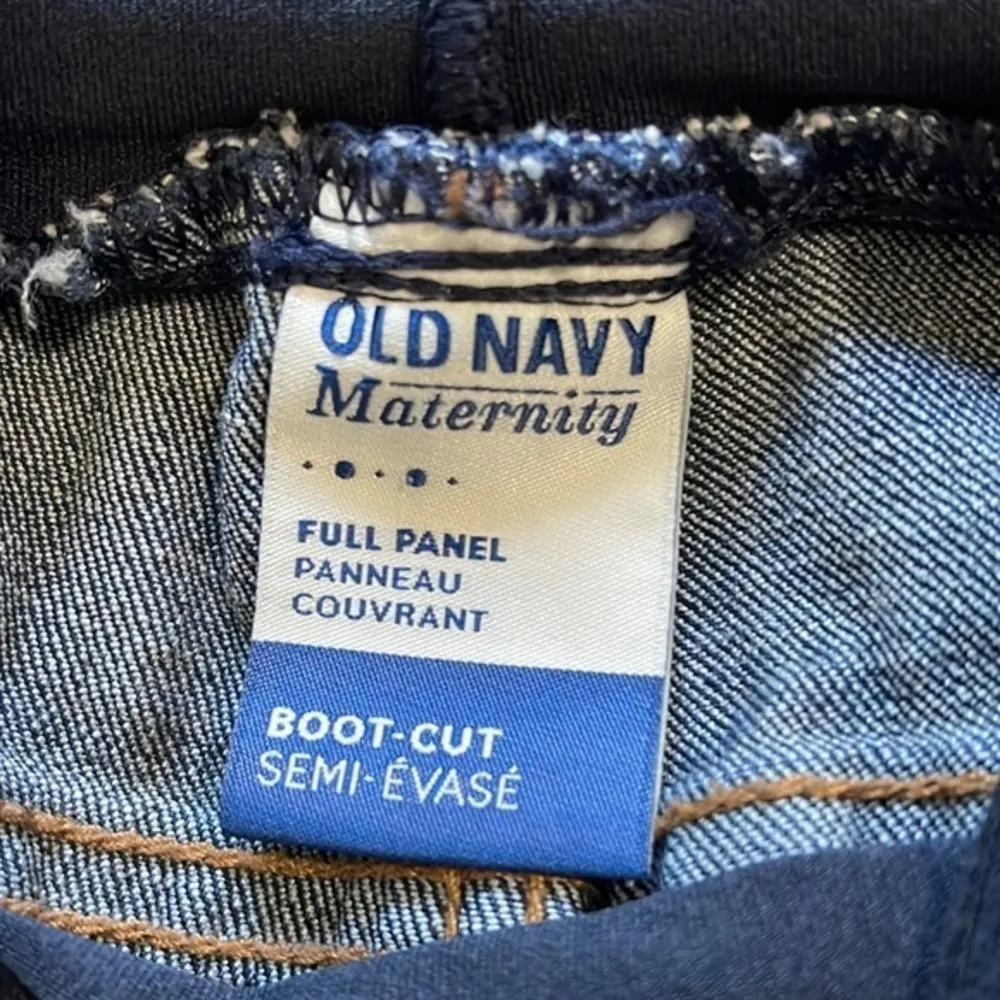 OLD NAVY
Maternity
FULL PANEL
PANNEAU
COUVRANT
BOOT-CUT
SEMI-ÉVASÉ